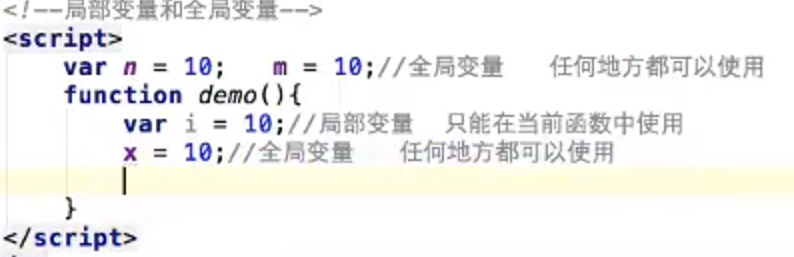 <!--局部变量和全局变量-->
<script>
    var n = 10;   m = 10;//全局变量   任何地方都可以使用
    function demo(){
        var i = 10;//局部变量  只能在当前函数中使用
        x = 10;//全局变量   任何地方都可以使用
    }
</script>